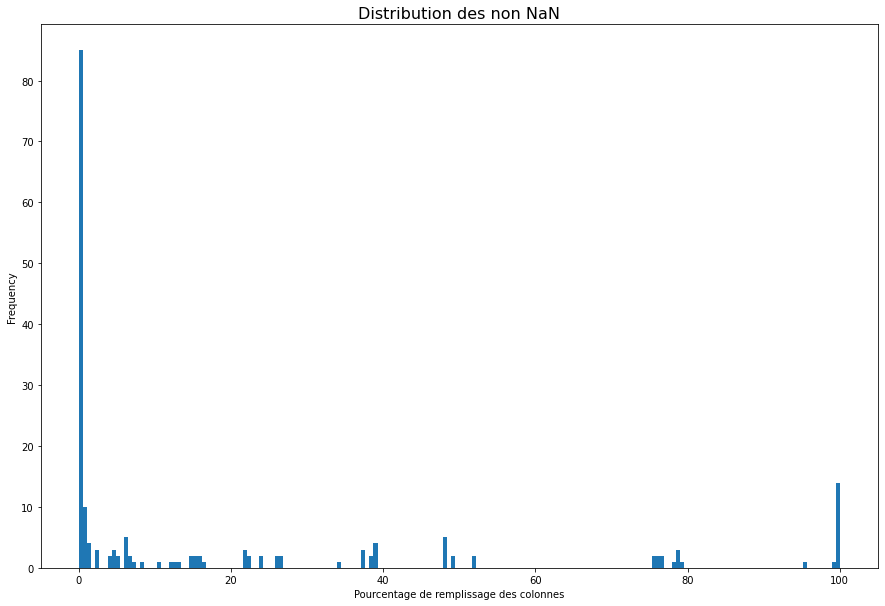 Distribution des non NaN
80
70
60
50
40
30
20
10
0
Frequency
0 20 40 60 80 100
Pourcentage de remplissage des colonnes